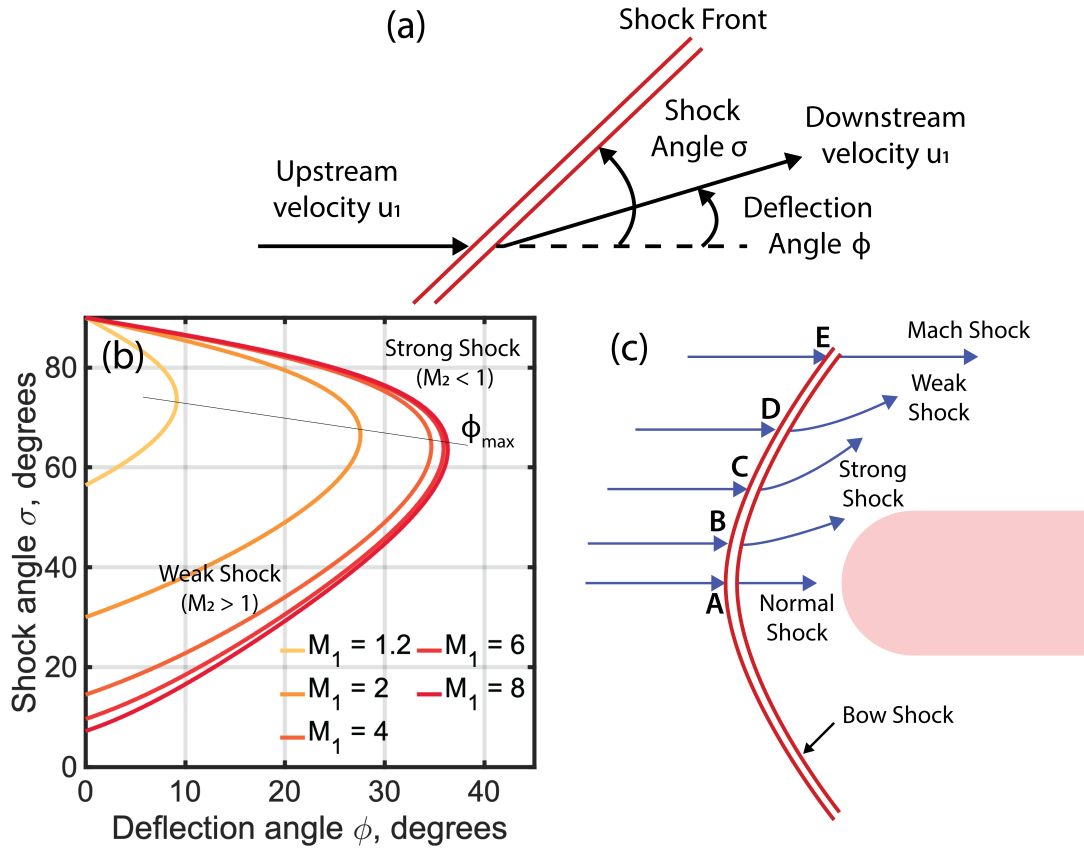 (a)
Shock Front
Shock
Angle σ
Downstream
velocity u₁
Upstream
velocity u₁
Deflection
Angle ϕ
(b)
Strong Shock
(M₂ < 1)
ϕmax
Weak Shock
(M₂ > 1)
M₁ = 1.2
M₁ = 6
M₁ = 2
M₁ = 8
M₁ = 4
80
60
40
20
0
0
10
20
30
40
Shock angle σ, degrees
Deflection angle ϕ, degrees
(c)
E
Mach Shock
D
Weak
Shock
C
Strong
Shock
B
A
Normal
Shock
Bow Shock